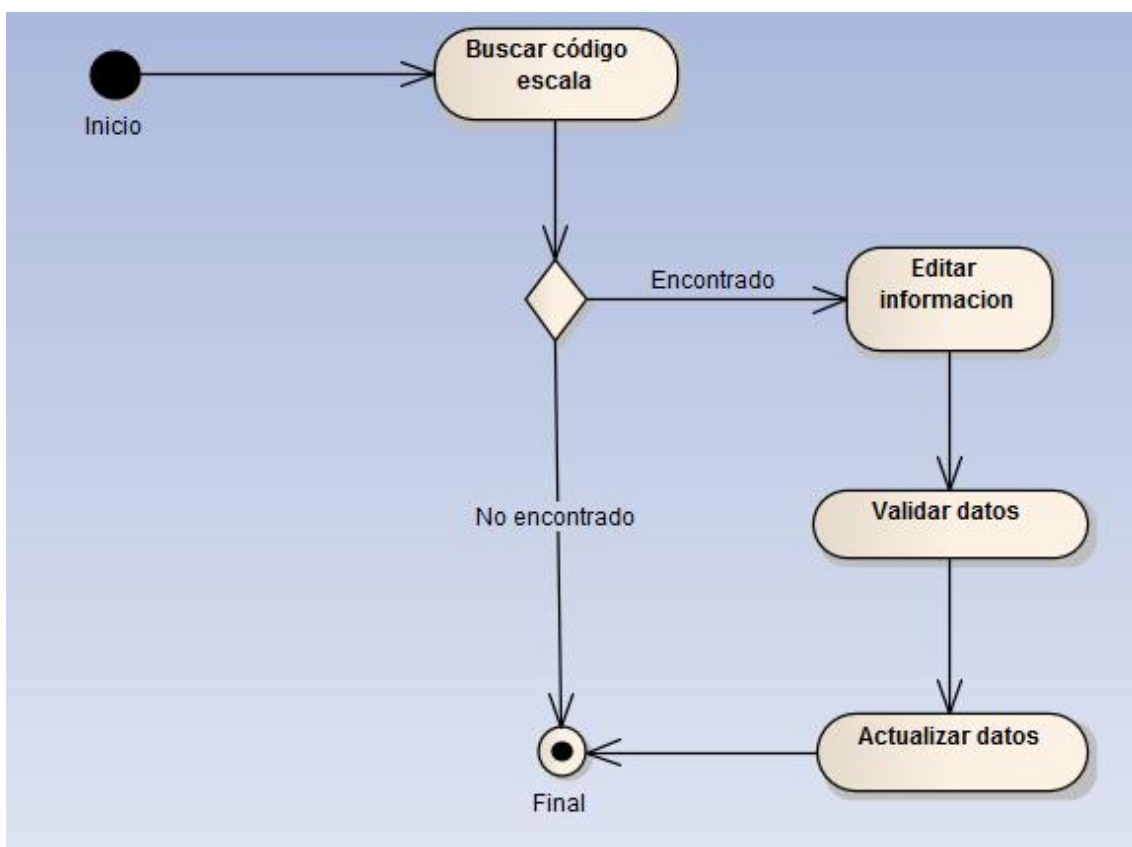 Buscar código
escala
Inicio
Encontrado
Editar
informacion
No encontrado
Validar datos
Actualizar datos
Final